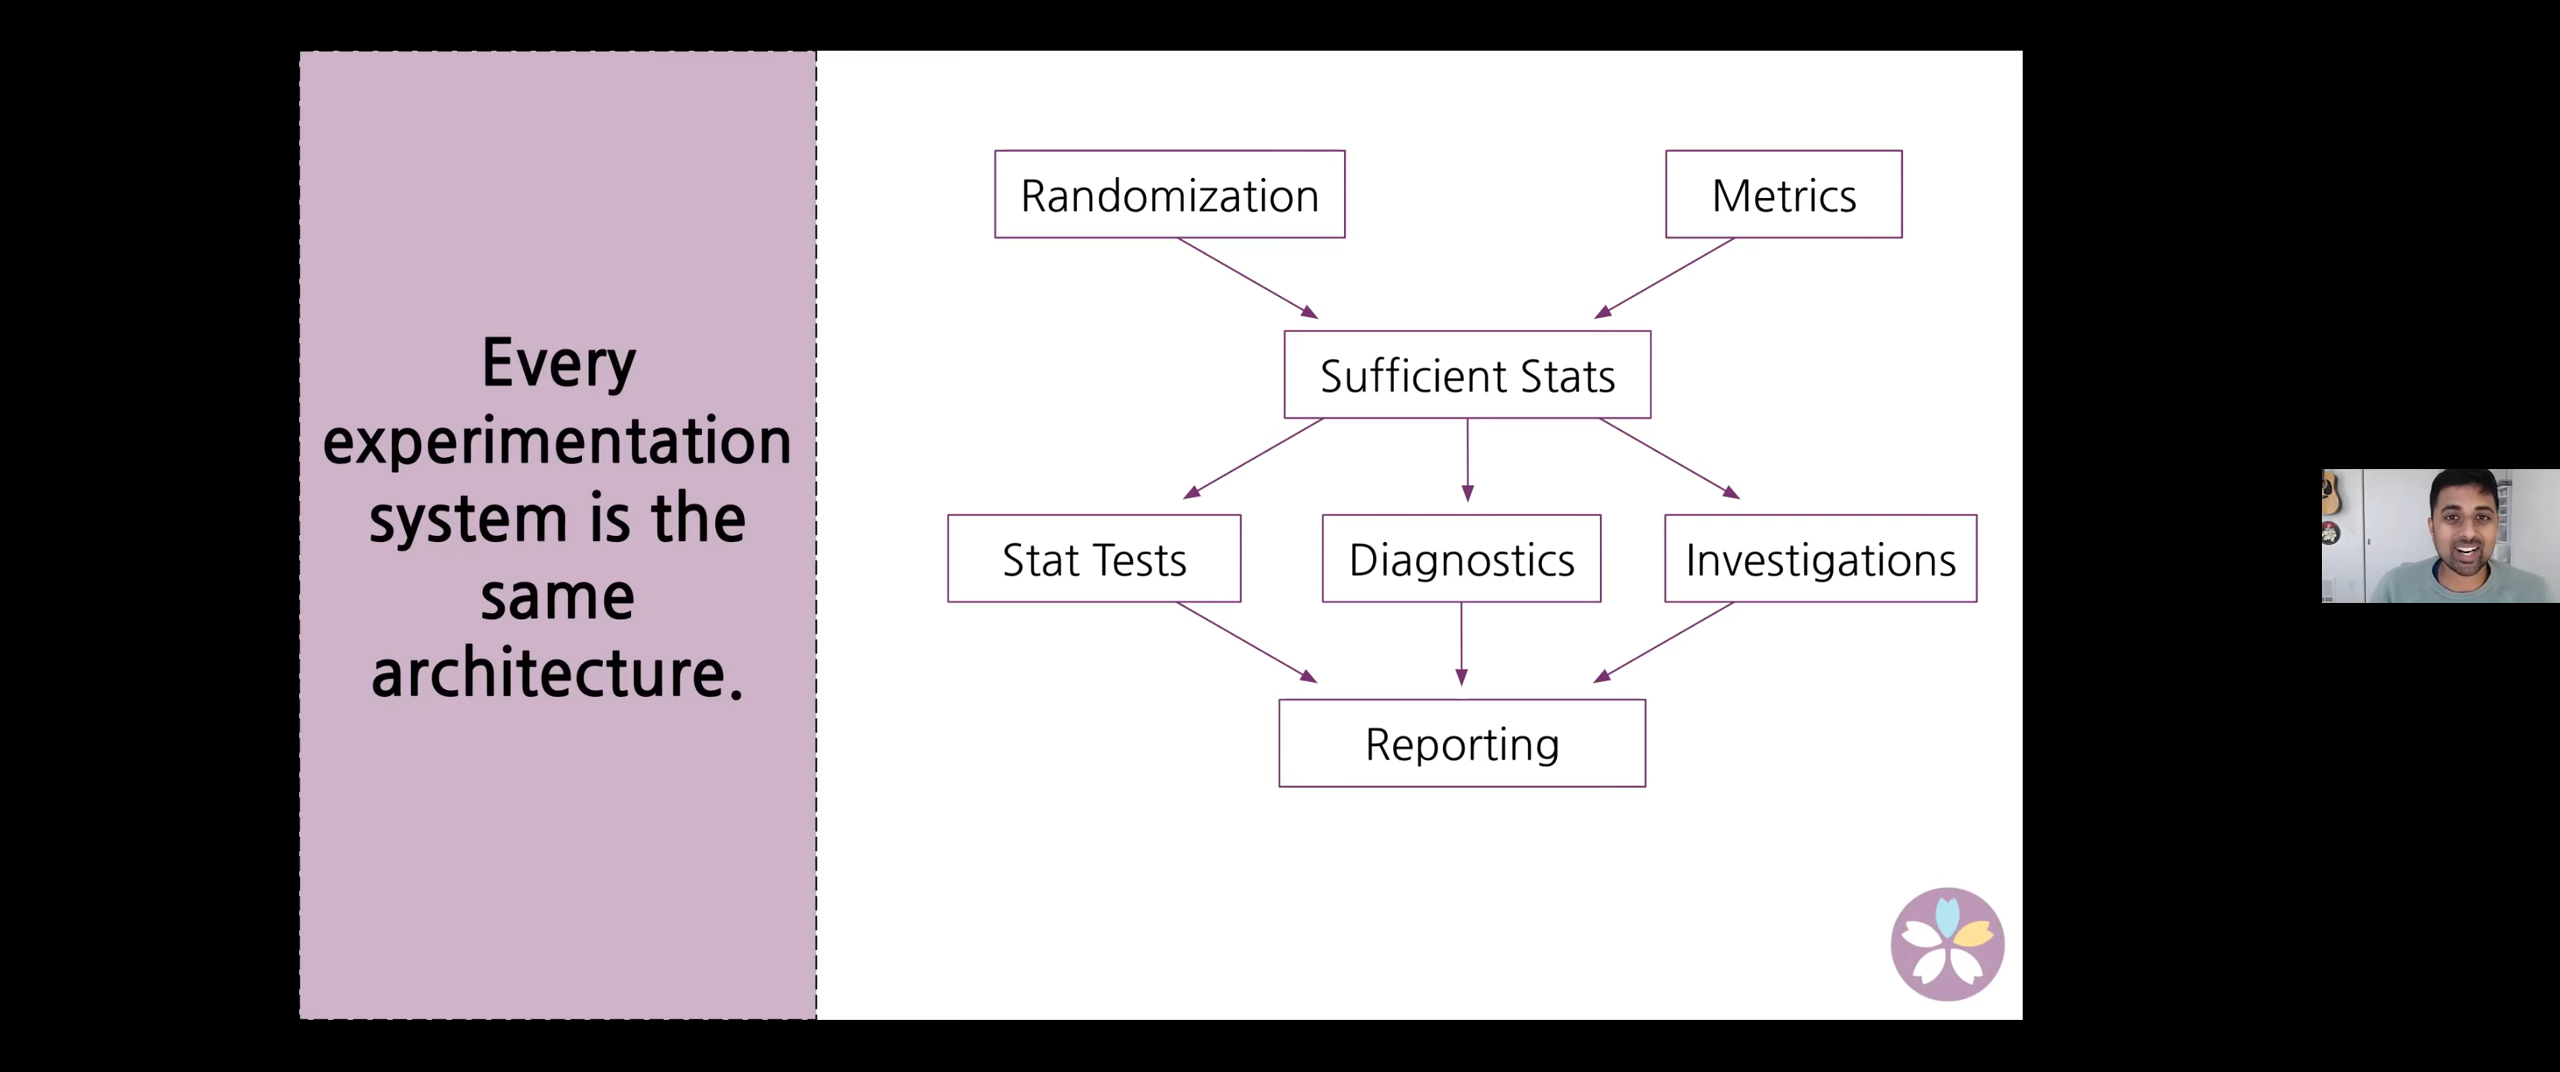 Every
experimentation
system is the
same
architecture.
Randomization
Metrics
Sufficient Stats
Stat Tests
Diagnostics
Investigations
Reporting